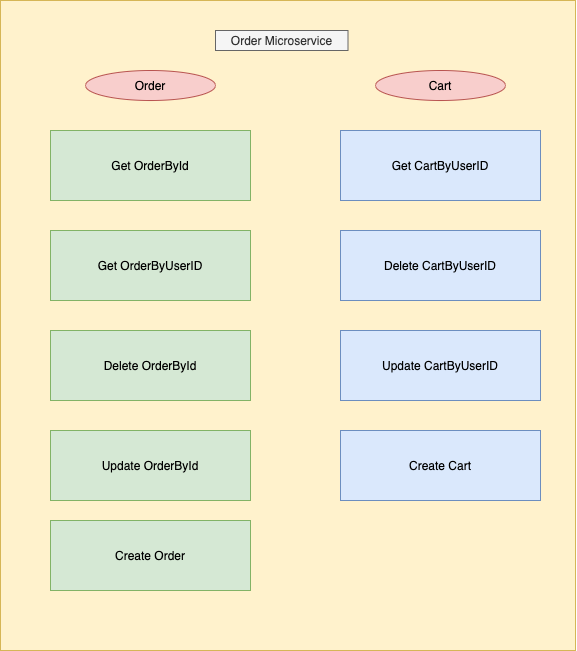 Order Microservice
Order
Cart
Get OrderById
Get CartByUserID
Get OrderByUserID
Delete CartByUserID
Delete OrderById
Update CartByUserID
Update OrderById
Create Cart
Create Order